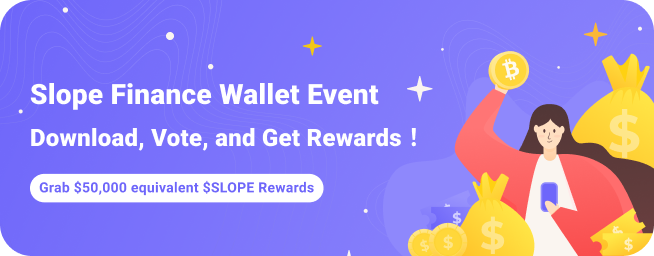 Slope Finance Wallet Event
Download, Vote, and Get Rewards！
Grab $50,000 equivalent $SLOPE Rewards